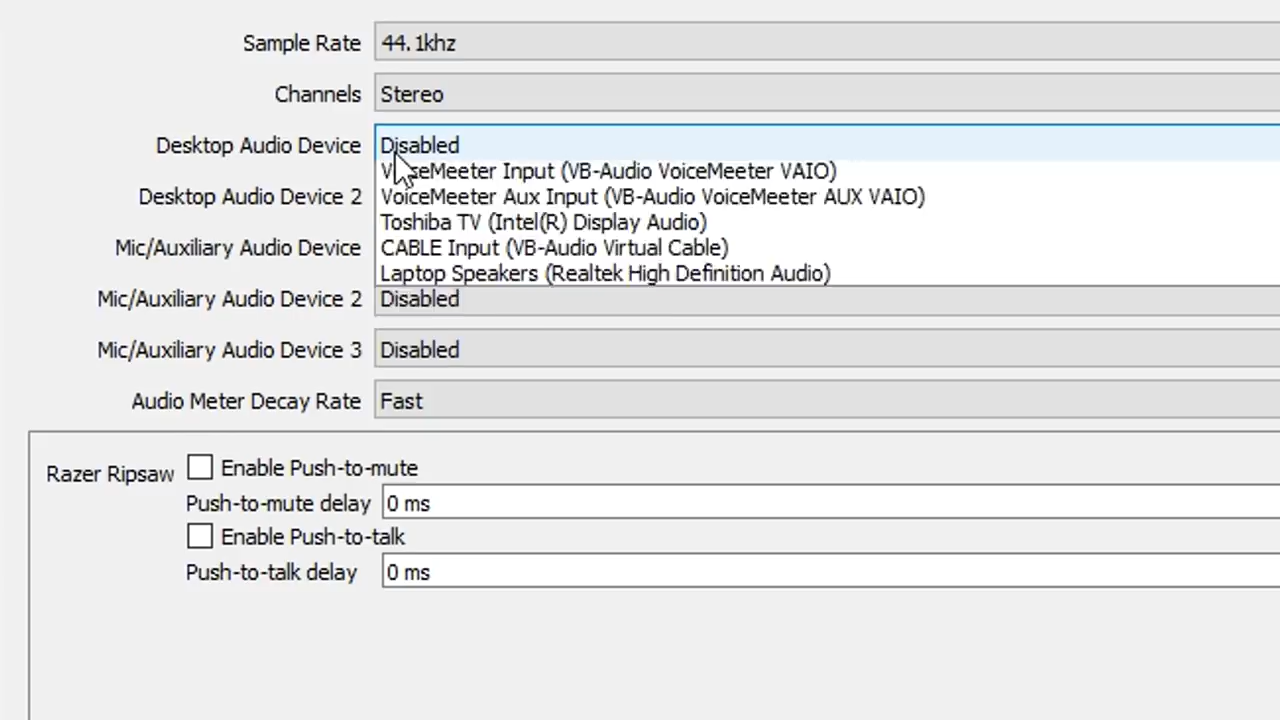 Sample Rate 44.1khz
Channels Stereo
Desktop Audio Device Disabled
VoiceMeeter Input (VB-Audio VoiceMeeter VAIO)
Desktop Audio Device 2 VoiceMeeter Aux Input (VB-Audio VoiceMeeter AUX VAIO)
Toshiba TV (Intel(R) Display Audio)
Mic/Auxiliary Audio Device CABLE Input (VB-Audio Virtual Cable)
Laptop Speakers (Realtek High Definition Audio)
Mic/Auxiliary Audio Device 2 Disabled
Mic/Auxiliary Audio Device 3 Disabled
Audio Meter Decay Rate Fast
Razer Ripsaw Enable Push-to-mute
Push-to-mute delay 0 ms
Enable Push-to-talk
Push-to-talk delay 0 ms